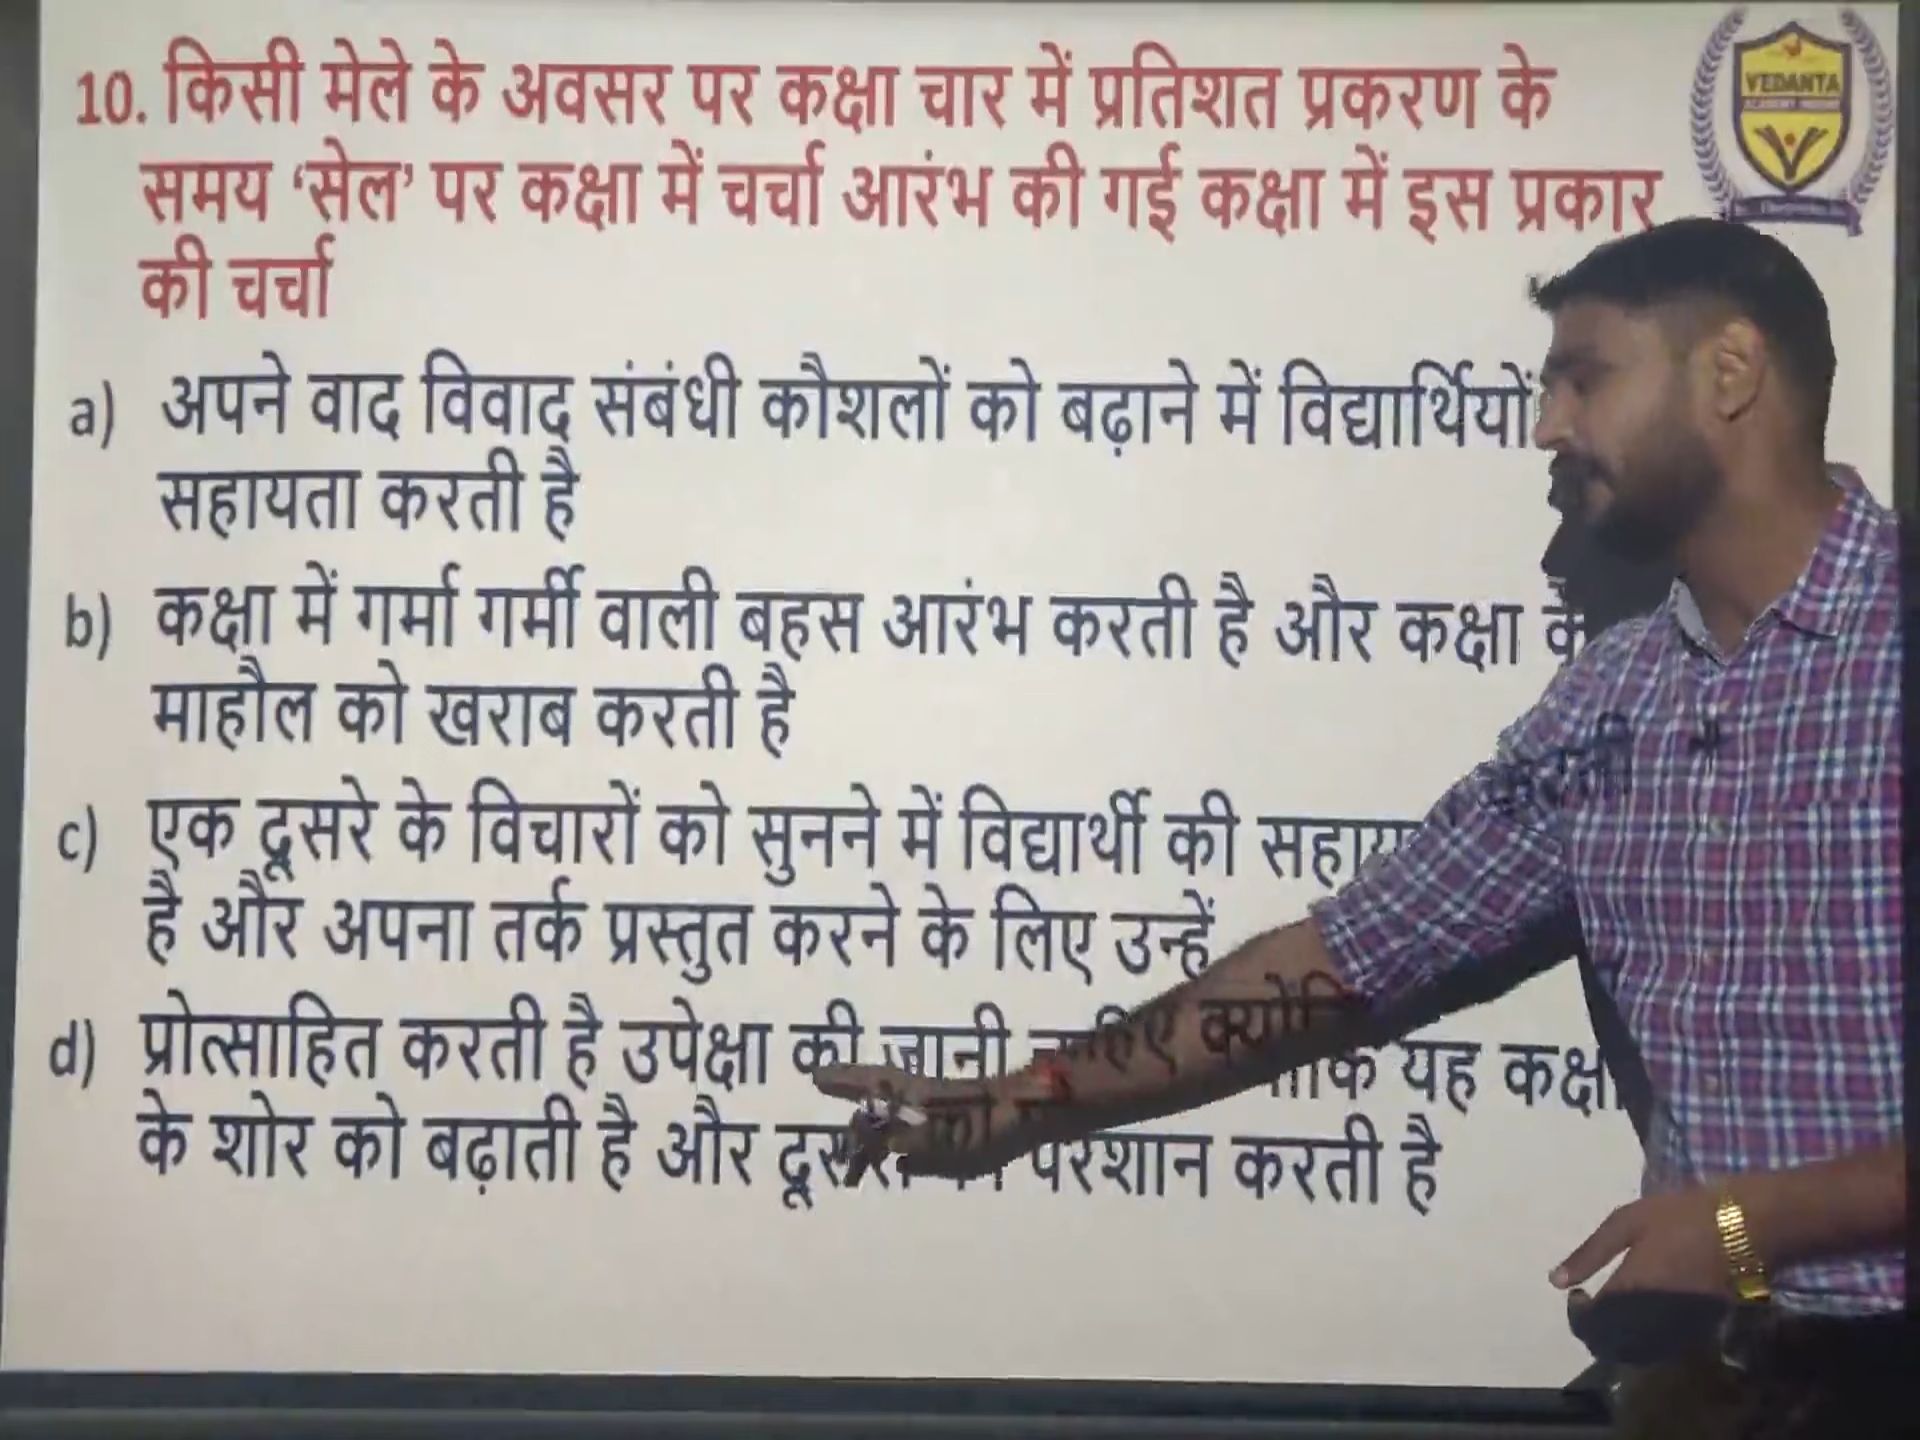 10. किसी मेले के अवसर पर कक्षा चार में प्रतिशत प्रकरण के
समय ‘सेल’ पर कक्षा में चर्चा आरंभ की गई कक्षा में इस प्रकार
की चर्चा
a) अपने वाद विवाद संबंधी कौशलों को बढ़ाने में विद्यार्थियों
सहायता करती है
b) कक्षा में गर्मा गर्मी वाली बहस आरंभ करती है और कक्षा के
माहौल को खराब करती है
c) एक दूसरे के विचारों को सुनने में विद्यार्थी की
है और अपना तर्क प्रस्तुत करने के लिए उन्हें
d) प्रोत्साहित करती है उपेक्षा की जानी क्योंकि यह कक्षा
के शोर को बढ़ाती है और परेशान करती है
VEDANTA